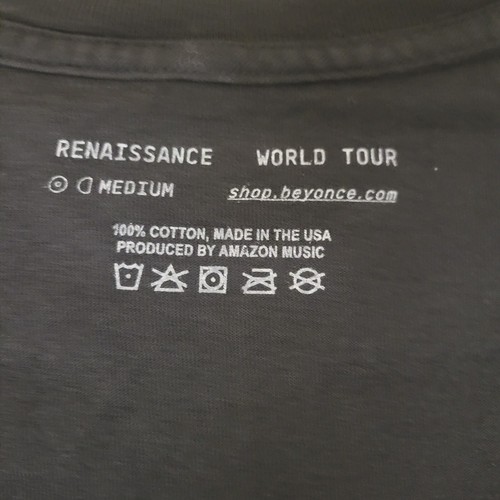 RENAISSANCE WORLD TOUR
MEDIUM shop.beyonce.com
100% COTTON, MADE IN THE USA
PRODUCED BY AMAZON MUSIC